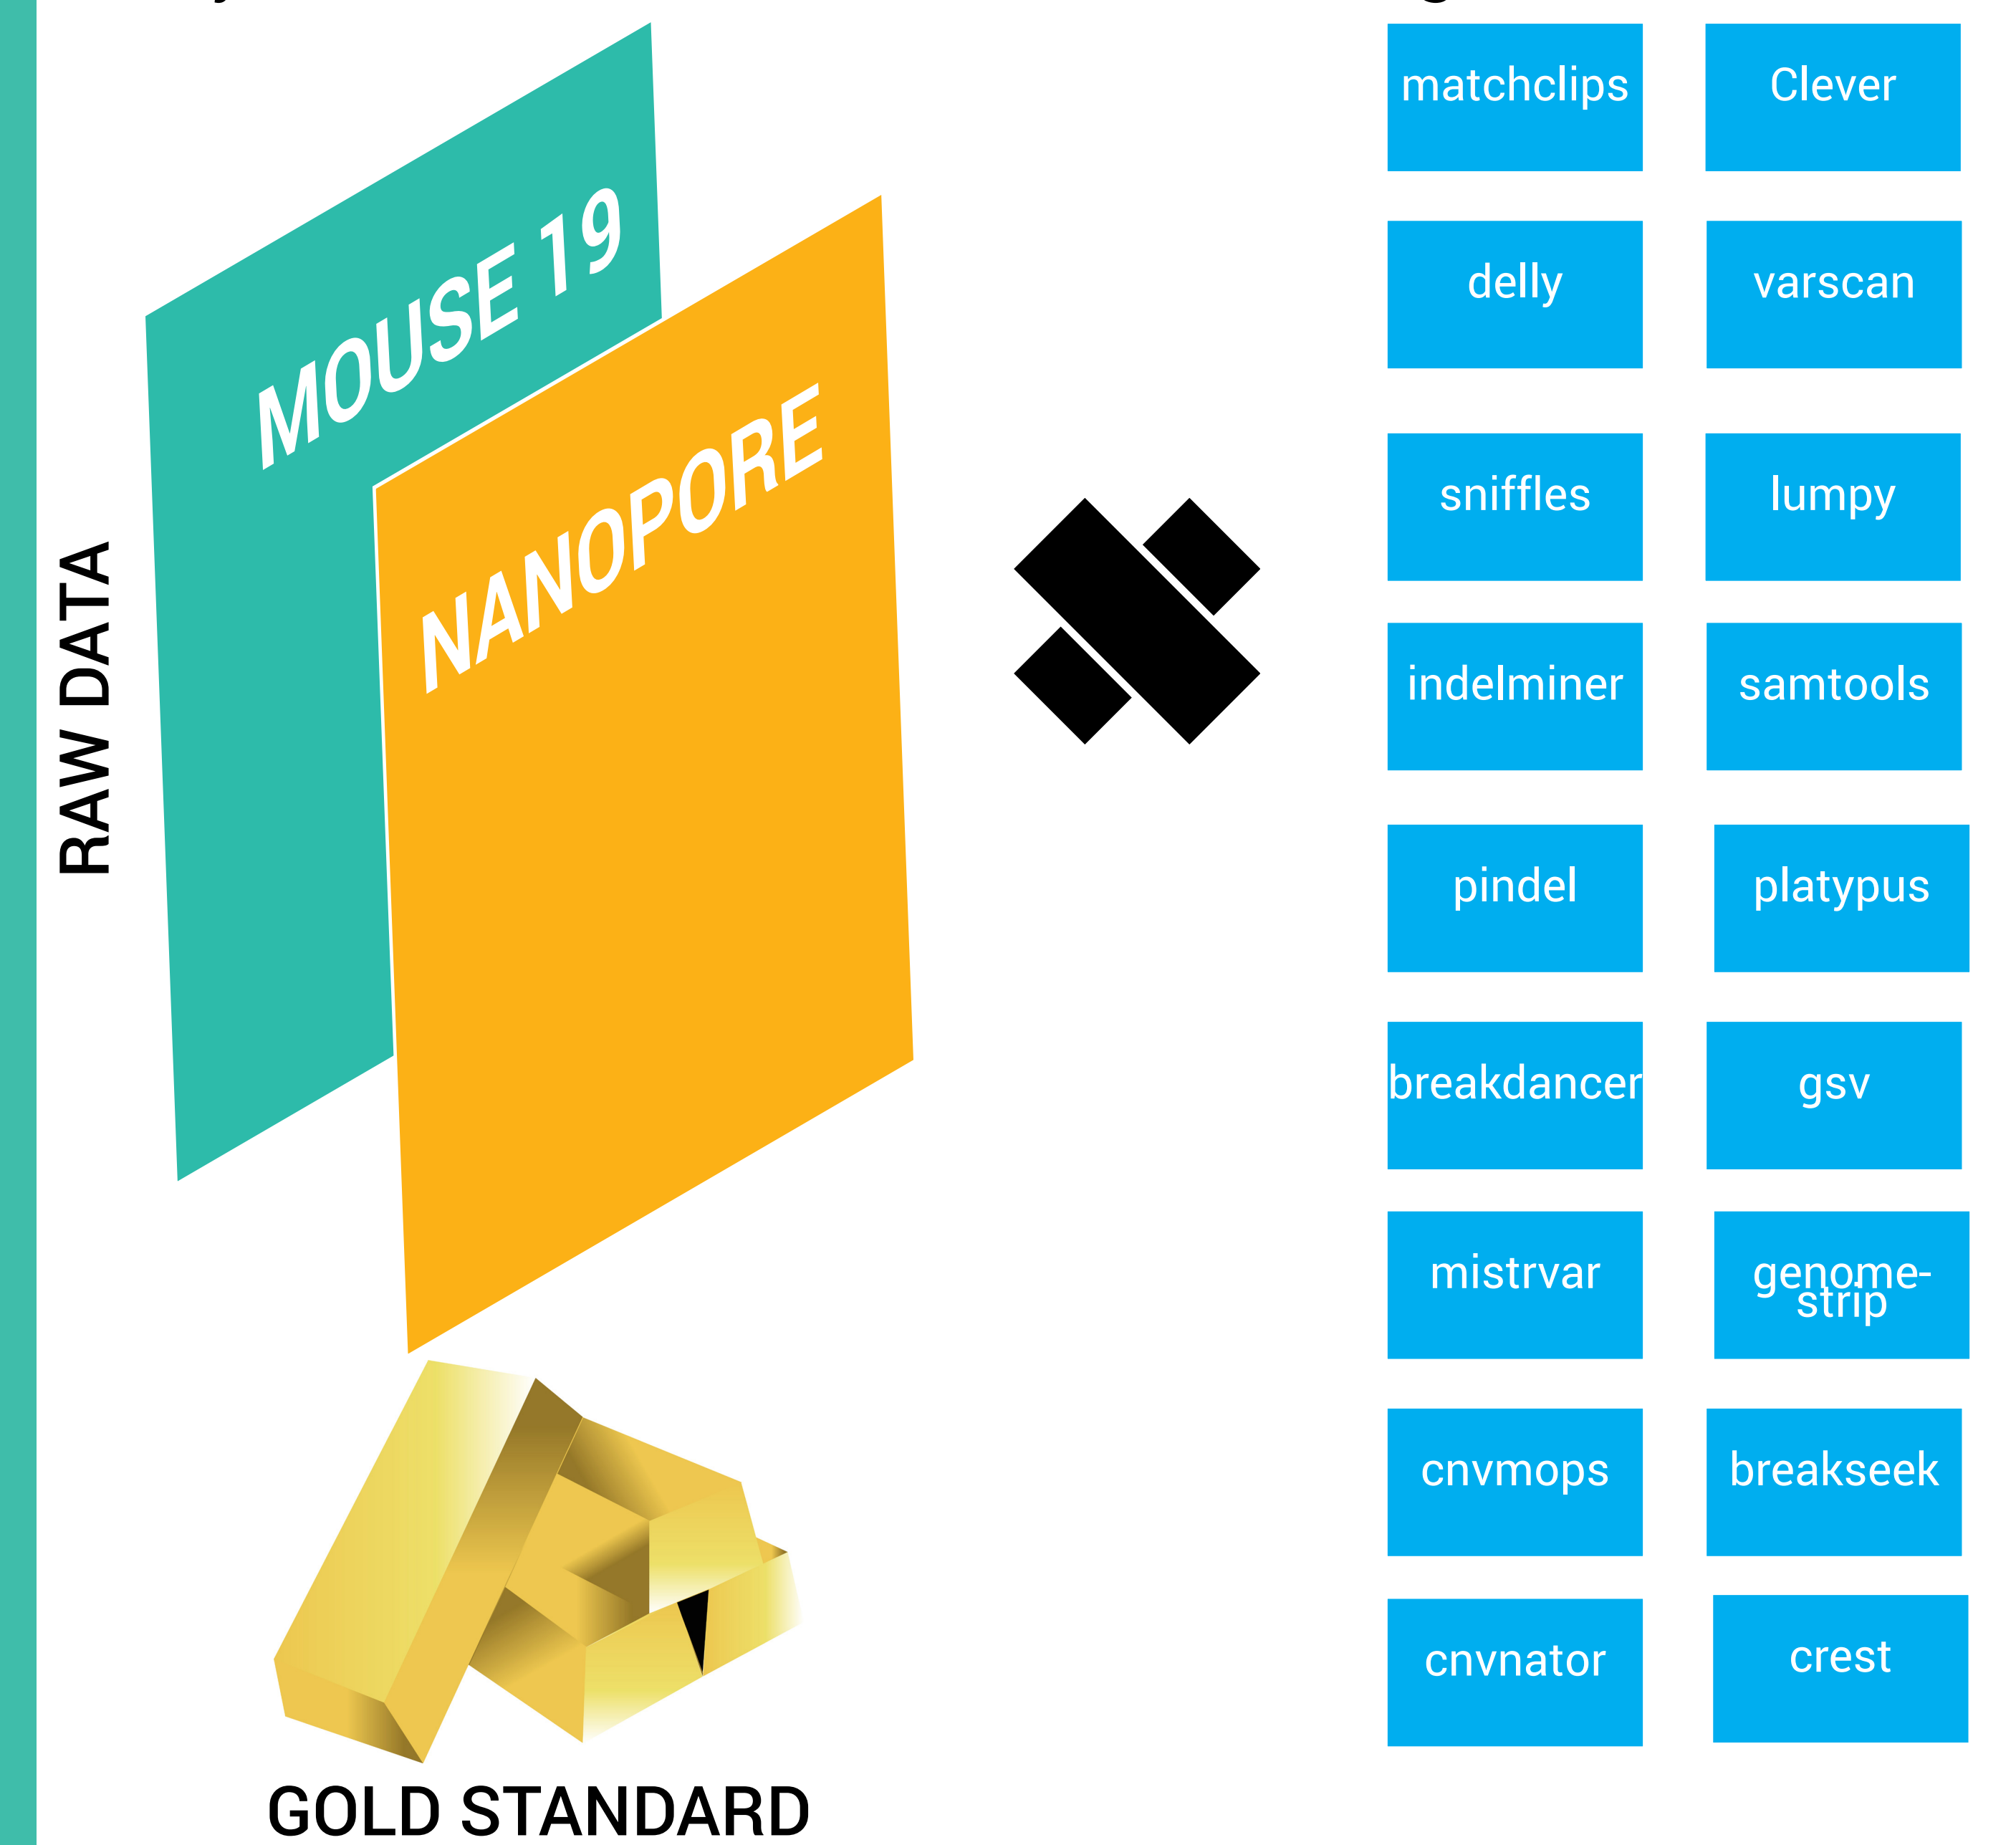 RAW DATA
MOUSE 19
NANOPORE
GOLD STANDARD
matchclips
Clever
delly
varscan
sniffles
lumpy
indelminer
samtools
pindel
platypus
breakdancer
gsv
mistrvar
genome-
strip
cnvmops
breakseek
cnvnator
crest